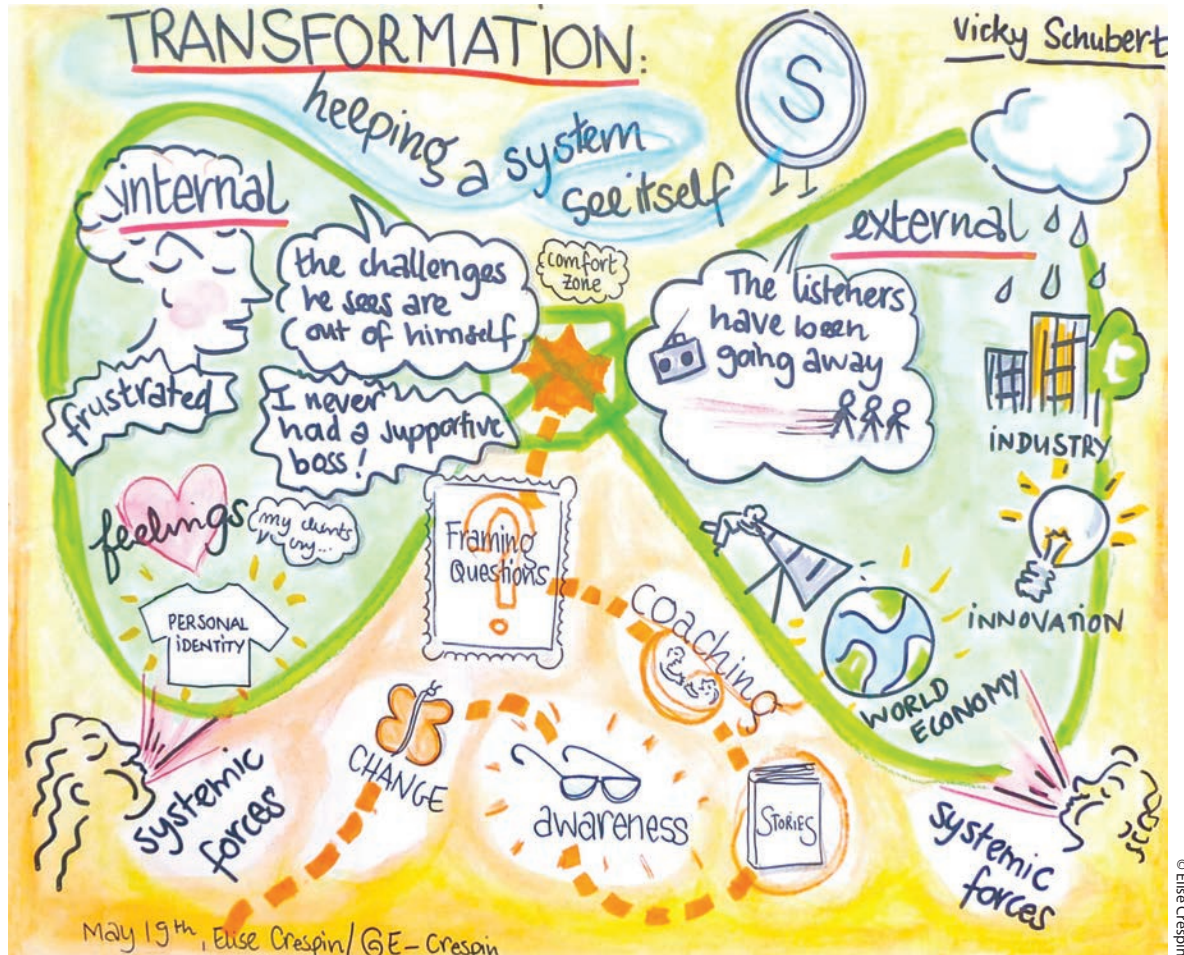 TRANSFORMATION:
helping a system
see itself
S
Vicky Schubert
internal
the challenges
he sees are
out of himself
comfort
zone
frustrated
I never
had a supportive
boss!
feelings
my clients
cry...
PERSONAL
IDENTITY
systemic
forces
Framing
Questions
?
CHANGE
awareness
coaching
STORIES
external
The listeners
have been
going away
INDUSTRY
INNOVATION
WORLD
ECONOMY
systemic
forces
May 19th, Elise Crespin/GE-Crespin
© Elise Crespin